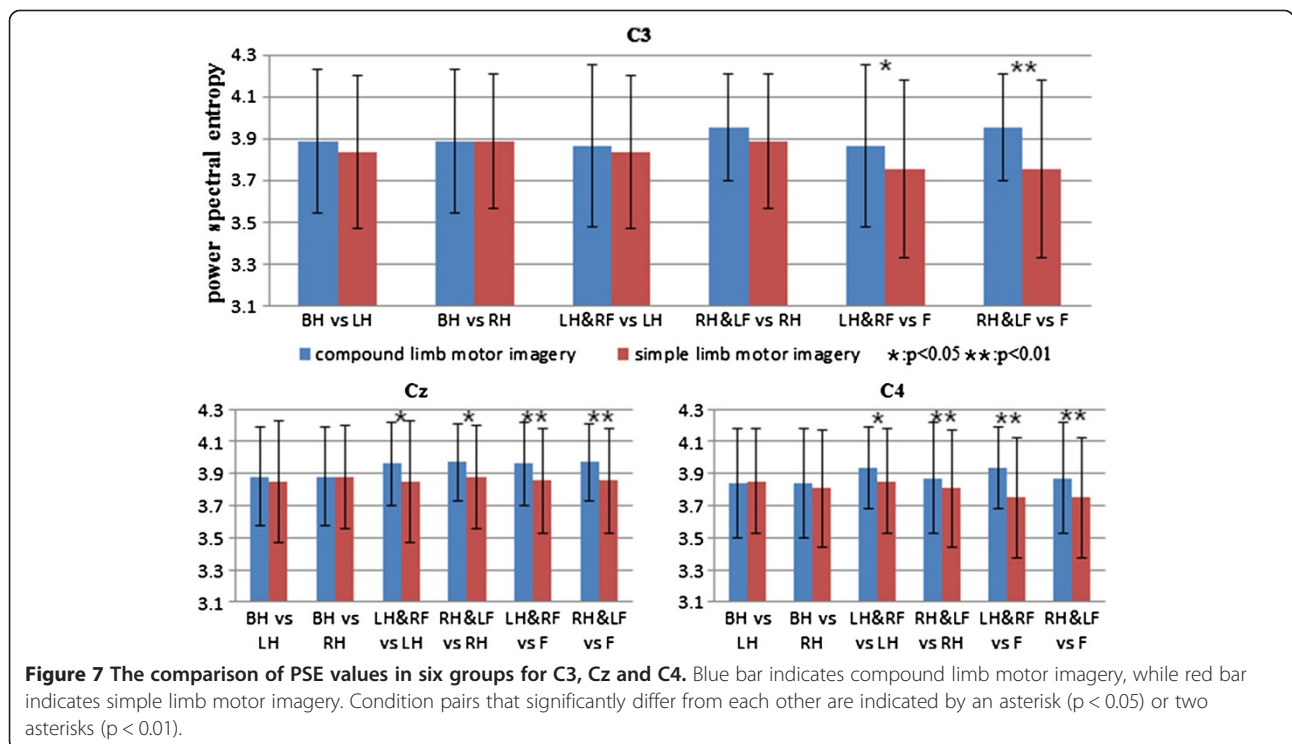 C3
power spectral entropy
4.3
4.1
3.9
3.7
3.5
3.3
3.1
BH vs LH BH vs RH LH&RF vs LH RH&LF vs RH LH&RF vs F RH&LF vs F
* **
compound limb motor imagery simple limb motor imagery *:p<0.05 **:p<0.01
Cz
4.3
4.1
3.9
3.7
3.5
3.3
3.1
* * ** **
BH vs BH vs LH&RF RH&LF LH&RF RH&LF
LH RH vs LH vs RH vs F vs F
C4
4.3
4.1
3.9
3.7
3.5
3.3
3.1
* ** ** **
BH vs BH vs LH&RF RH&LF LH&RF RH&LF
LH RH vs LH vs RH vs F vs F
Figure 7 The comparison of PSE values in six groups for C3, Cz and C4. Blue bar indicates compound limb motor imagery, while red bar
indicates simple limb motor imagery. Condition pairs that significantly differ from each other are indicated by an asterisk (p < 0.05) or two
asterisks (p < 0.01).